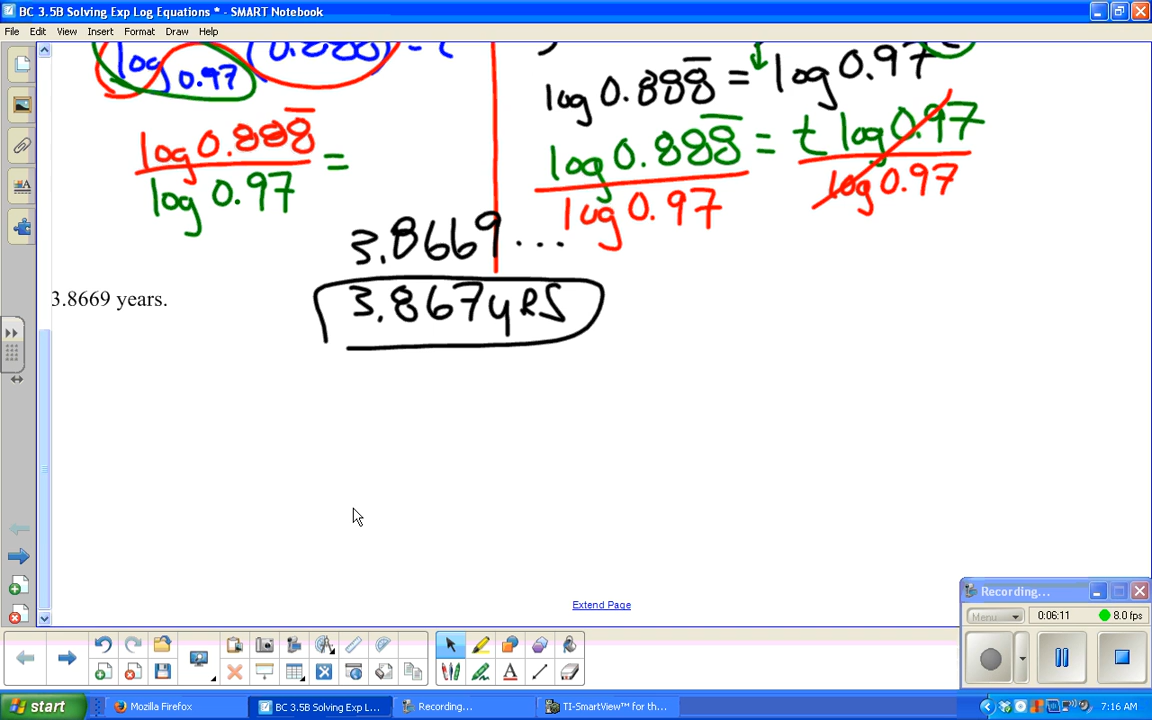 BC 3.5B Solving Exp Log Equations * - SMART Notebook
File Edit View Insert Format Draw Help
log 0.97 (0.888) = t
log 0.888̅ = log 0.97
log 0.888̅ / log 0.97 =
log 0.888̅ / log 0.97 = t log 0.97 / log 0.97
3.8669...
3.867 yRS
3.8669 years.
Extend Page
Recording...
Menu
0:06:11
8.0 fps
start
Mozilla Firefox
BC 3.5B Solving Exp L...
Recording...
TI-SmartView™ for th...
7:16 AM